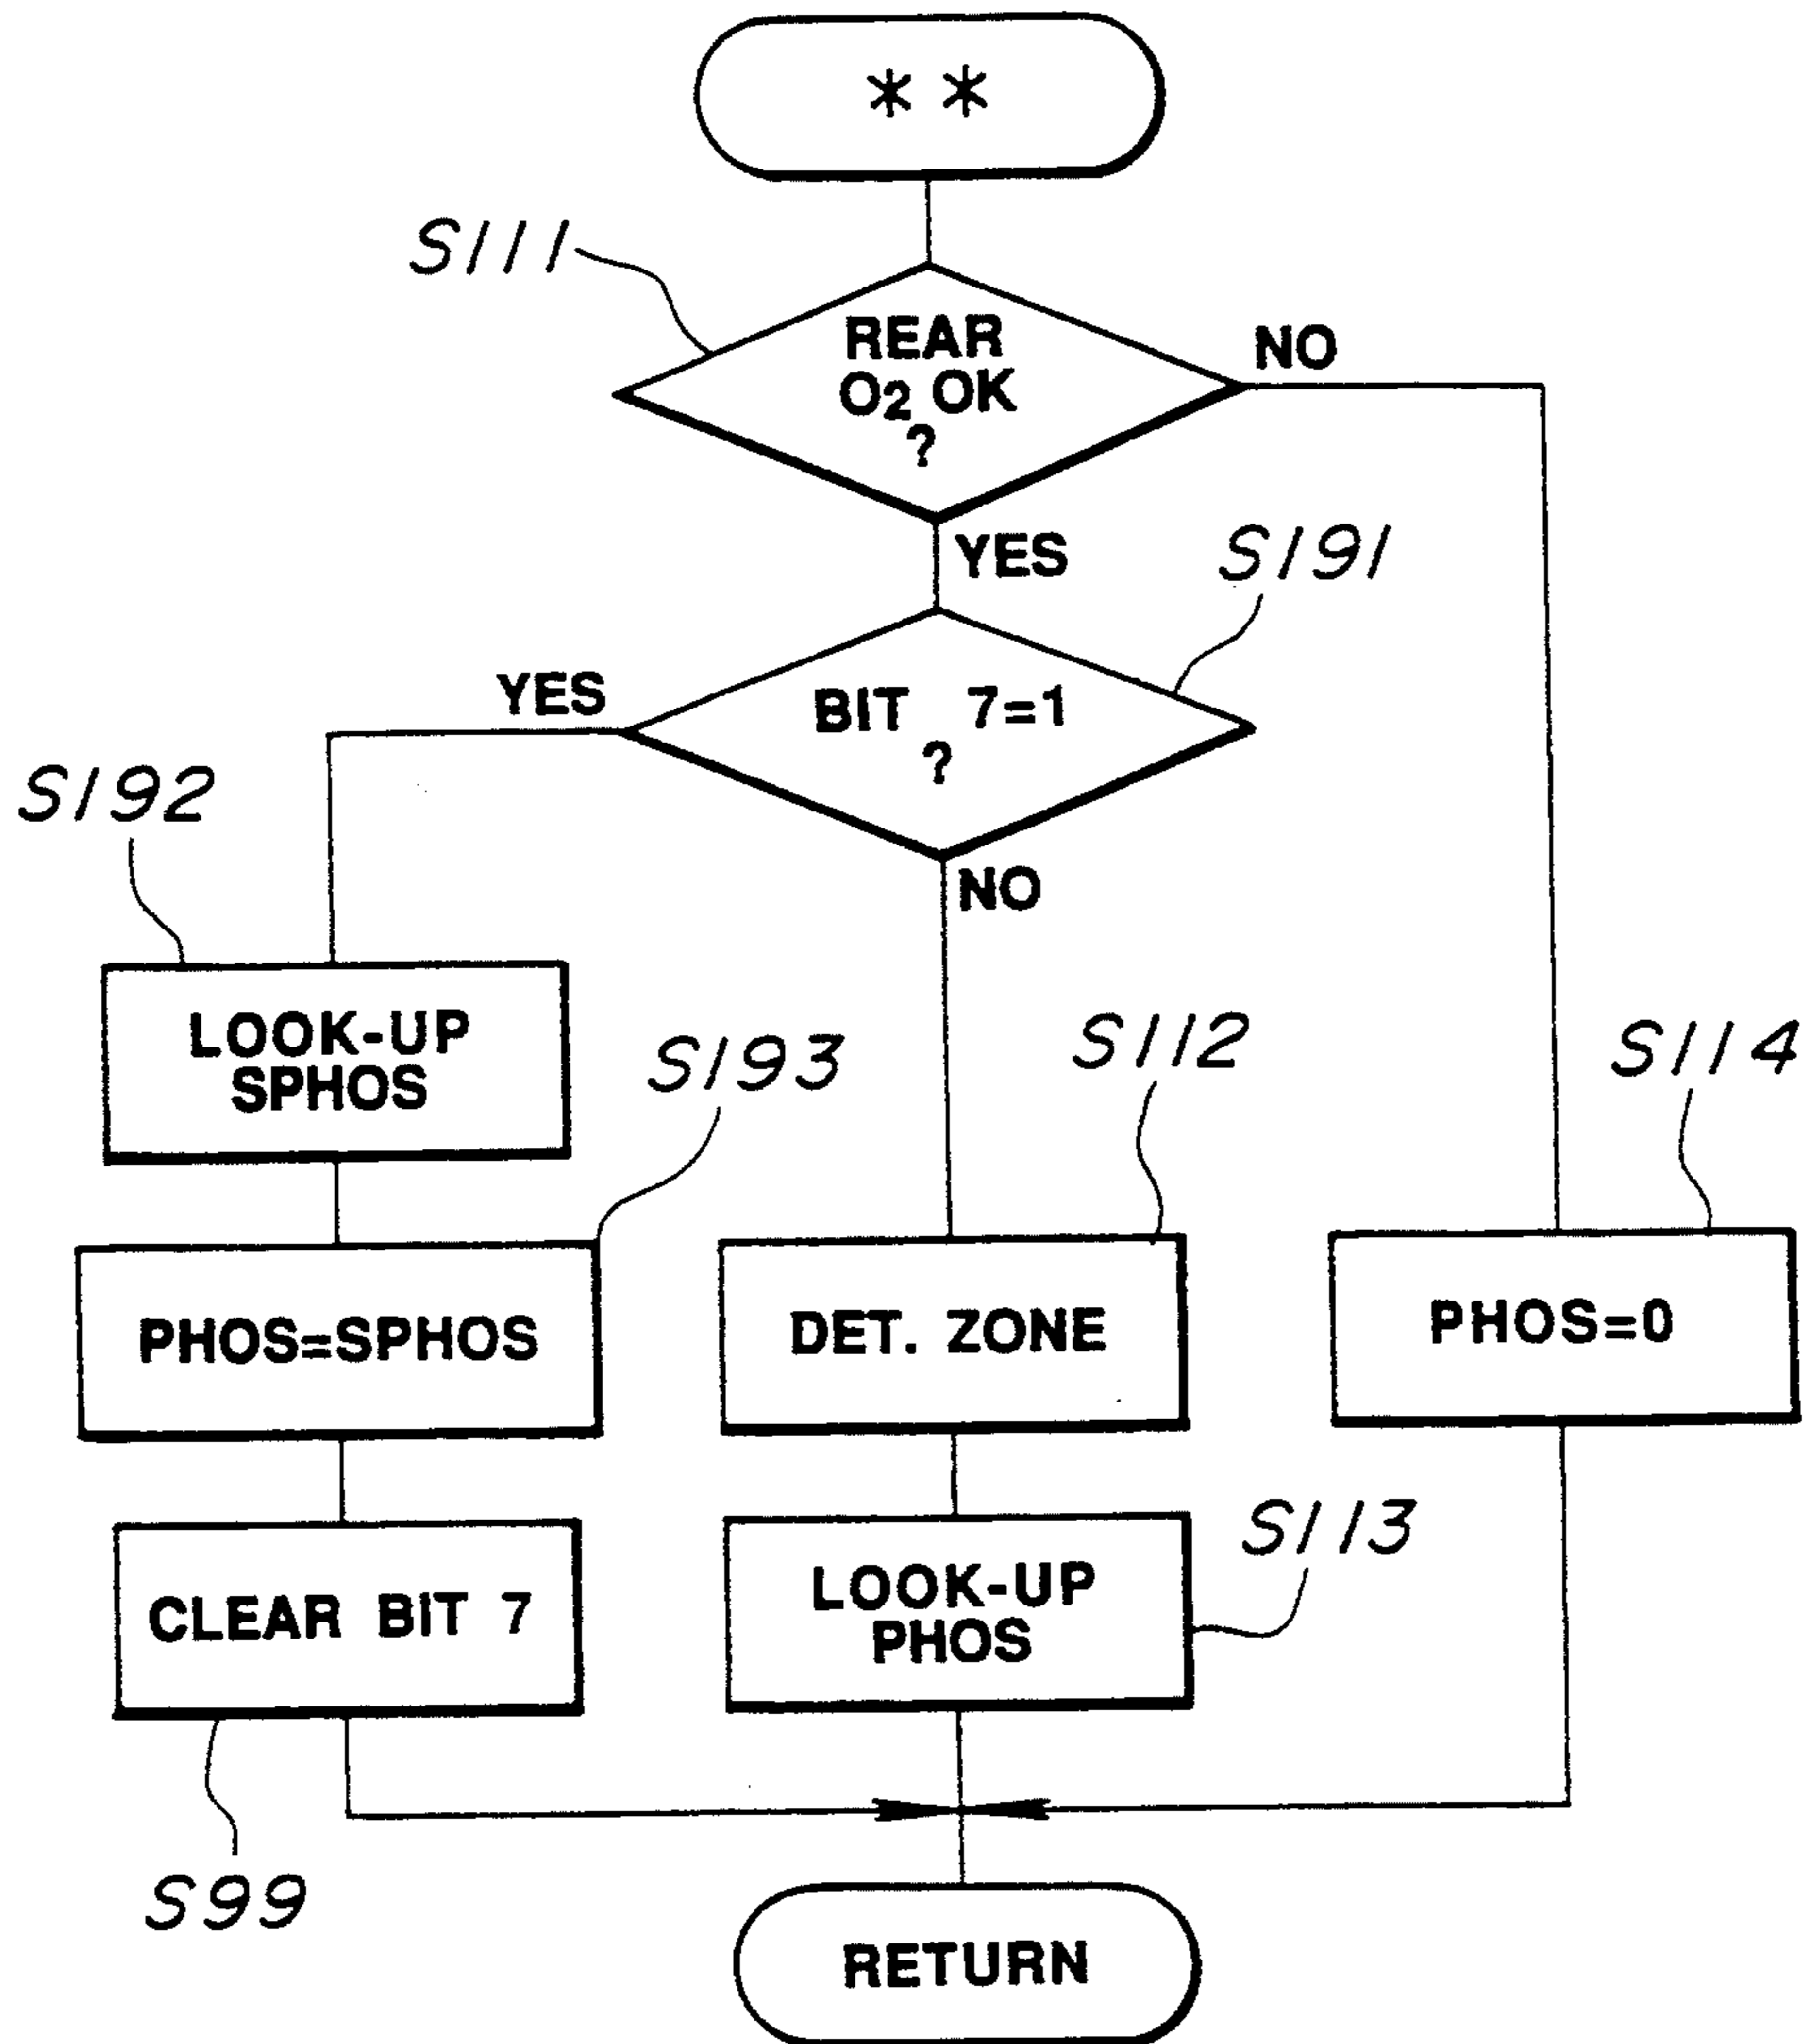 * *
S111
REAR
O2 OK
?
NO
YES
S191
BIT 7=1
?
YES
NO
S192
LOOK-UP
SPHOS
S193
S112
S114
PHOS=SPHOS
DET. ZONE
PHOS=0
S113
CLEAR BIT 7
LOOK-UP
PHOS
S99
RETURN